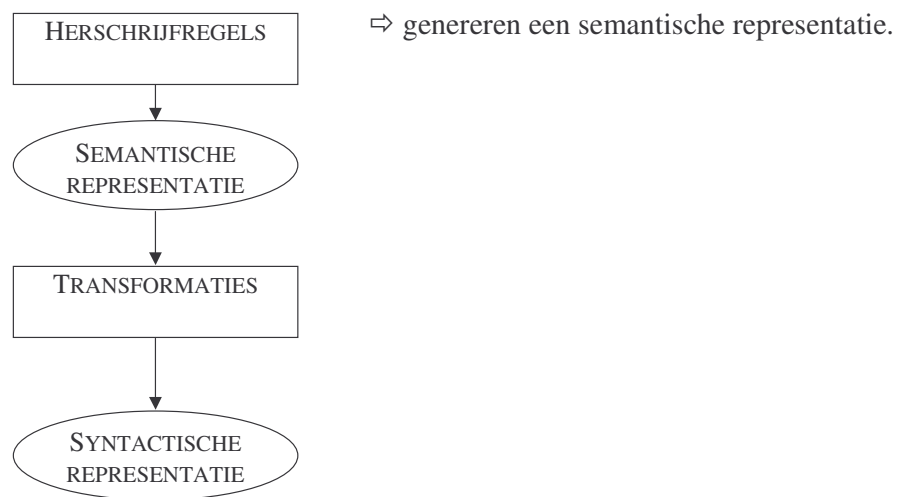 HERSCHRIJFREGELS
⇨ genereren een semantische representatie.
SEMANTISCHE
REPRESENTATIE
TRANSFORMATIES
SYNTACTISCHE
REPRESENTATIE